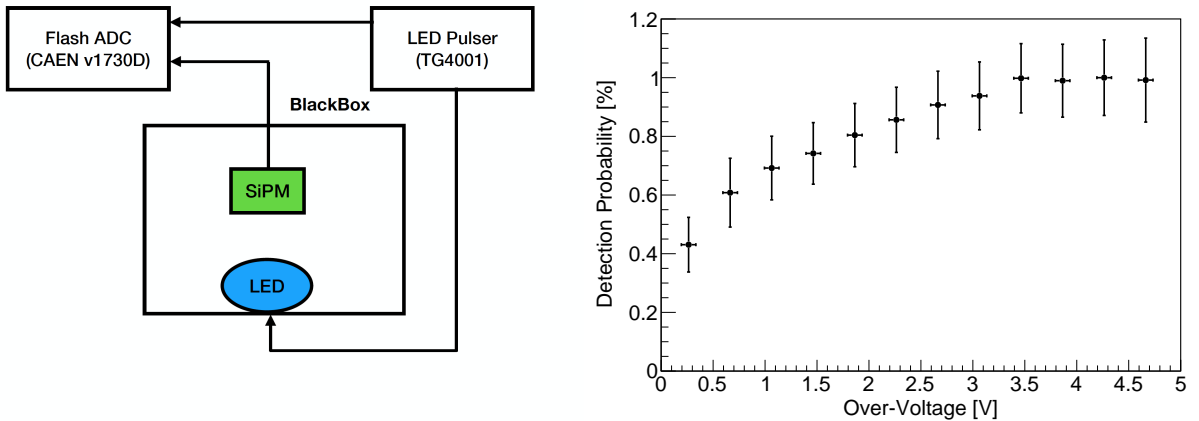 Flash ADC
(CAEN v1730D)
LED Pulser
(TG4001)
BlackBox
SiPM
LED
Detection Probability [%]
1.2
1
0.8
0.6
0.4
0.2
0
0 0.5 1 1.5 2 2.5 3 3.5 4 4.5 5
Over-Voltage [V]